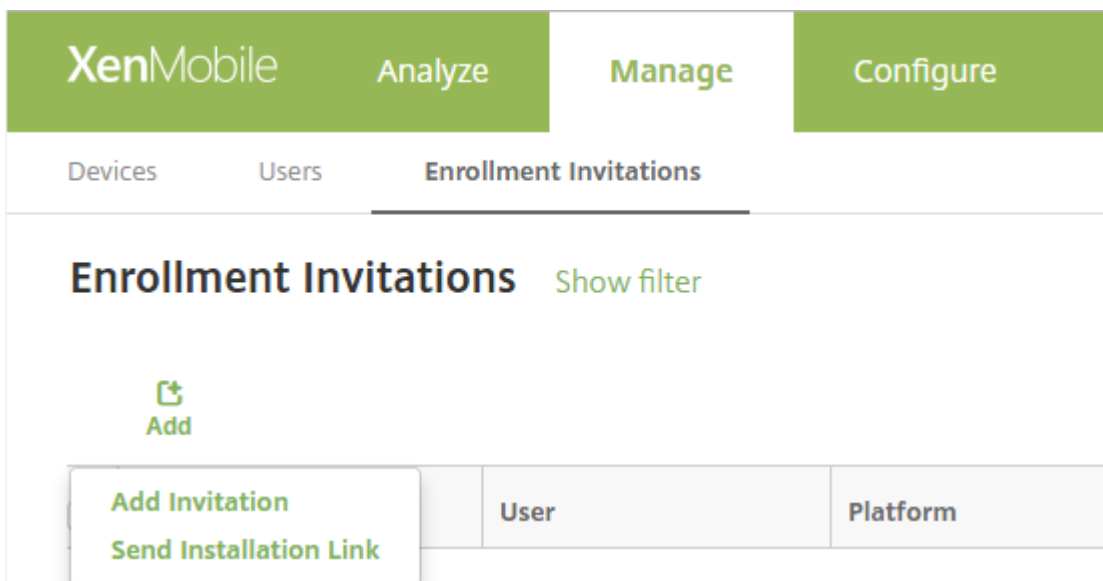 XenMobile Analyze Manage Configure
Devices Users Enrollment Invitations
Enrollment Invitations Show filter
Add
Add Invitation User Platform
Send Installation Link